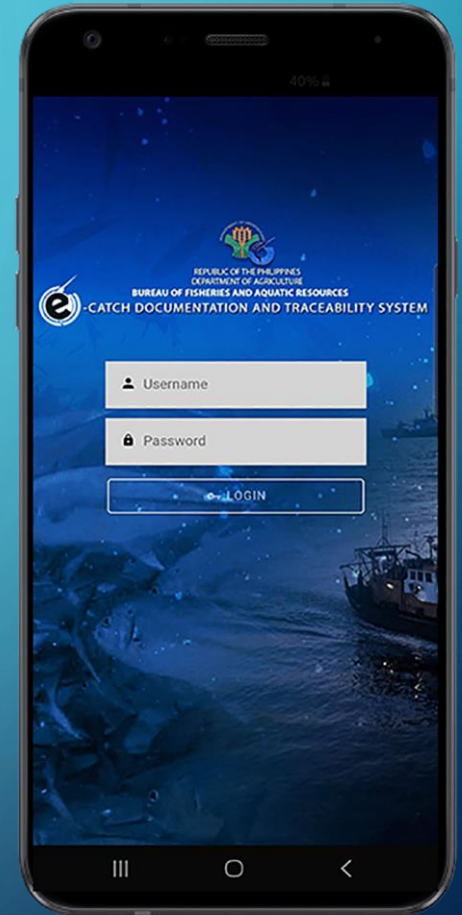 40%
REPUBLIC OF THE PHILIPPINES
DEPARTMENT OF AGRICULTURE
BUREAU OF FISHERIES AND AQUATIC RESOURCES
e-CATCH DOCUMENTATION AND TRACEABILITY SYSTEM
Username
Password
LOGIN